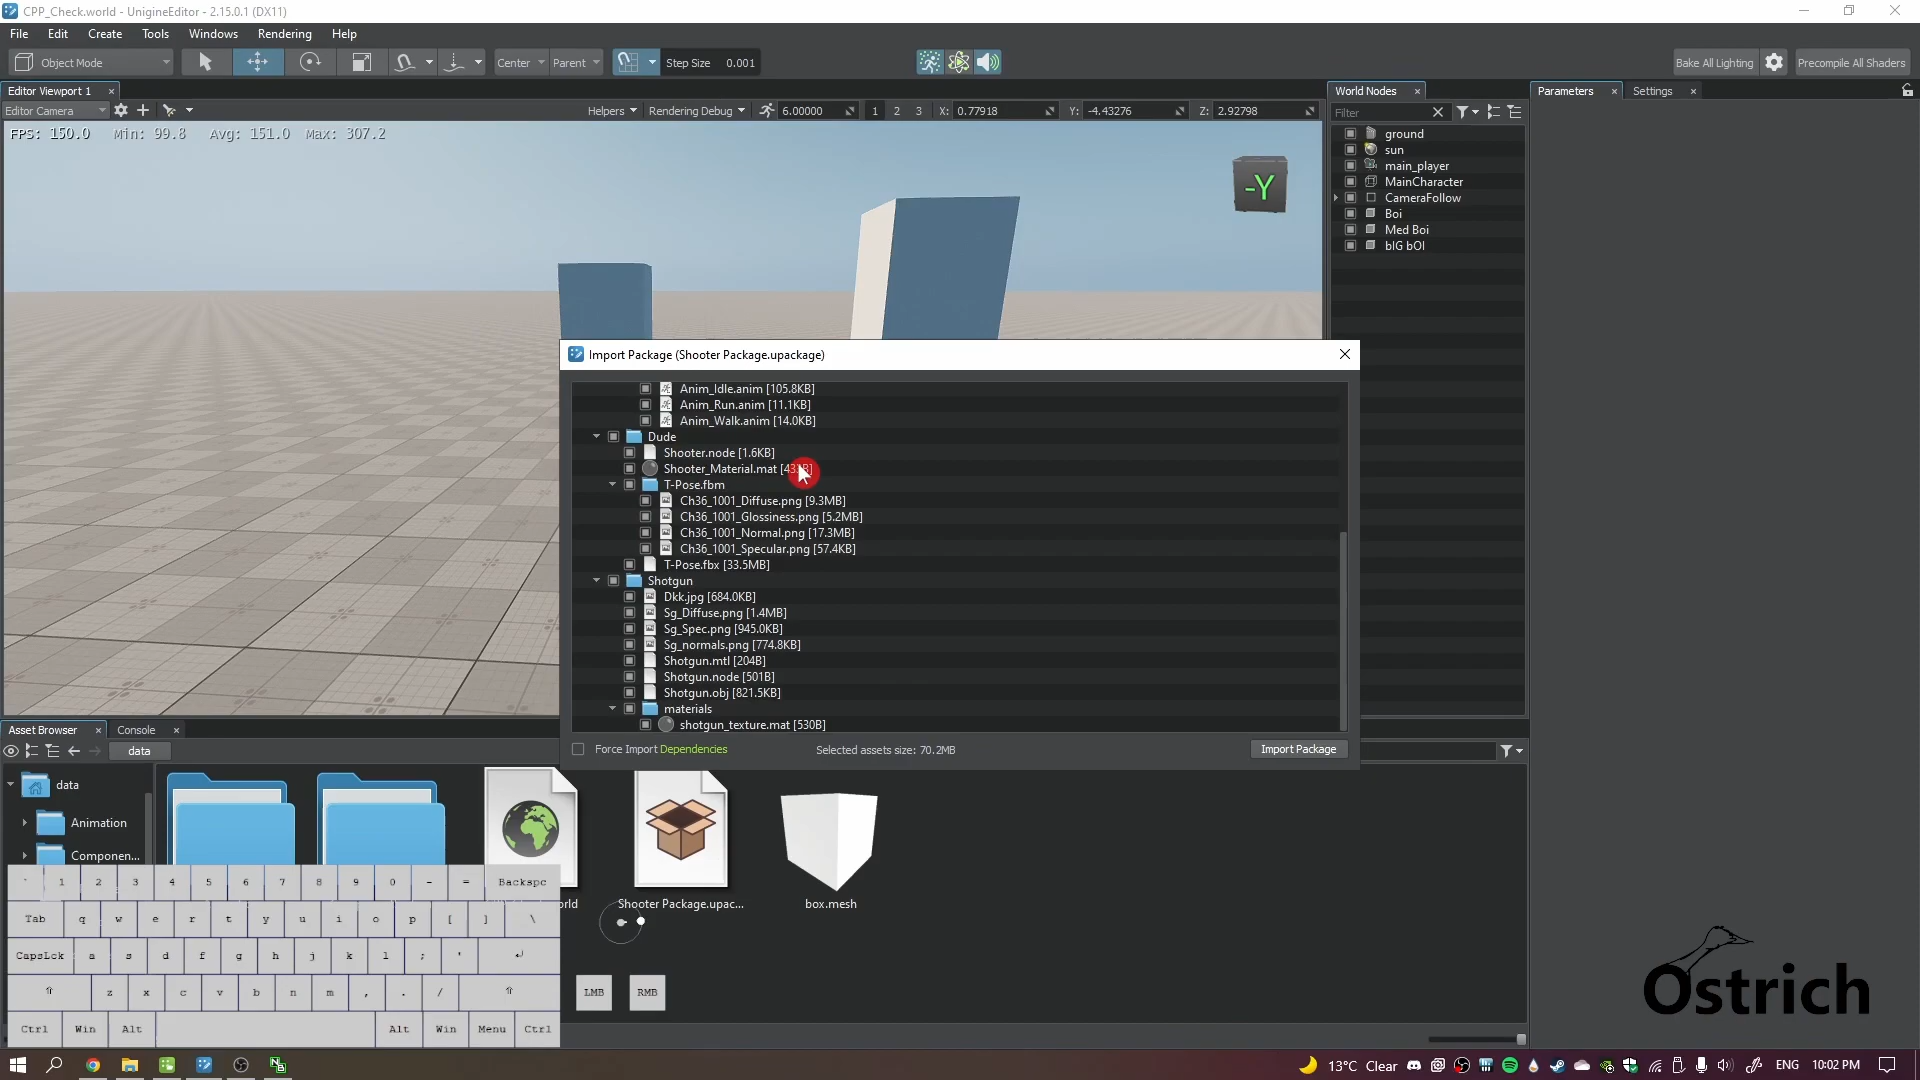 CPP_Check.world - UnigineEditor - 2.15.0.1 (DX11)
File Edit Create Tools Windows Rendering Help
Object Mode Center Parent Step Size 0.001 Bake All Lighting Precompile All Shaders
Editor Viewport 1 World Nodes Parameters Settings
Editor Camera Helpers Rendering Debug 6.00000 1 2 3 X: 0.77918 Y: -4.43276 Z: 2.92798 Filter
FPS: 150.0 Min: 99.8 Avg: 151.0 Max: 307.2
-Y
ground
sun
main_player
MainCharacter
CameraFollow
Boi
Med Boi
bIG bOI
Import Package (Shooter Package.upackage)
Anim_Idle.anim [105.8KB]
Anim_Run.anim [11.1KB]
Anim_Walk.anim [14.0KB]
Dude
Shooter.node [1.6KB]
Shooter_Material.mat
T-Pose.fbm
Ch36_1001_Diffuse.png [9.3MB]
Ch36_1001_Glossiness.png [5.2MB]
Ch36_1001_Normal.png [17.3MB]
Ch36_1001_Specular.png [57.4KB]
T-Pose.fbx [33.5MB]
Shotgun
Dkk.jpg [684.0KB]
Sg_Diffuse.png [1.4MB]
Sg_Spec.png [945.0KB]
Sg_normals.png [774.8KB]
Shotgun.mtl [204B]
Shotgun.node [501B]
Shotgun.obj [821.5KB]
materials
shotgun_texture.mat [530B]
Force Import Dependencies Selected assets size: 70.2MB Import Package
Asset Browser Console
data
data
Animation
Componen...
rld Shooter Package.upac... box.mesh
` 1 2 3 4 5 6 7 8 9 0 - = Backspc
Tab q w e r t y u i o p [ ] \
CapsLck a s d f g h j k l ; ' ↵
⇧ z x c v b n m , . / ⇧
Ctrl Win Alt Alt Win Menu Ctrl
LMB RMB
Ostrich
13°C Clear ENG 10:02 PM